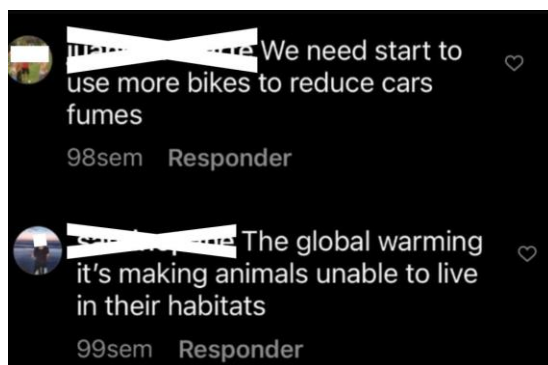 We need start to
use more bikes to reduce cars
fumes
98sem Responder
The global warming
it's making animals unable to live
in their habitats
99sem Responder